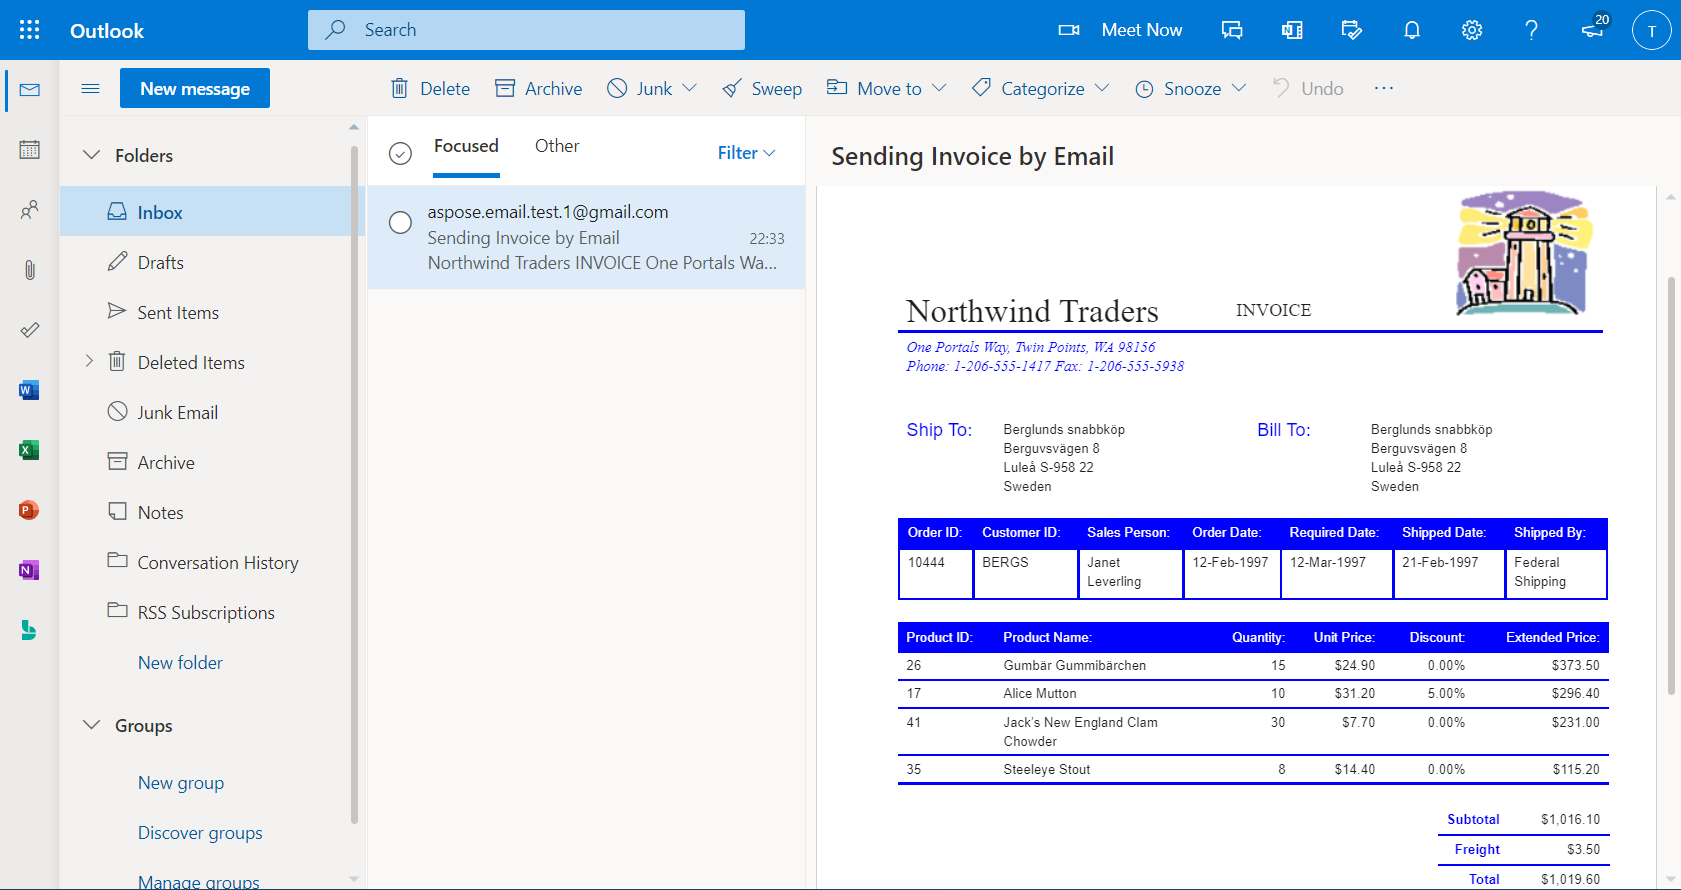 Outlook
Search
Meet Now
20
T
New message
Delete
Archive
Junk
Sweep
Move to
Categorize
Snooze
Undo
Folders
Inbox
Drafts
Sent Items
Deleted Items
Junk Email
Archive
Notes
Conversation History
RSS Subscriptions
New folder
Groups
New group
Discover groups
Manage groups
Focused Other Filter
aspose.email.test.1@gmail.com
Sending Invoice by Email 22:33
Northwind Traders INVOICE One Portals Wa...
Sending Invoice by Email
Northwind Traders INVOICE
One Portals Way, Twin Points, WA 98156
Phone: 1-206-555-1417 Fax: 1-206-555-5938
Ship To: Berglunds snabbköp Bill To: Berglunds snabbköp
Berguvsvägen 8 Berguvsvägen 8
Luleå S-958 22 Luleå S-958 22
Sweden Sweden
Order ID: Customer ID: Sales Person: Order Date: Required Date: Shipped Date: Shipped By:
10444 BERGS Janet 12-Feb-1997 12-Mar-1997 21-Feb-1997 Federal
Leverling Shipping
Product ID: Product Name: Quantity: Unit Price: Discount: Extended Price:
26 Gumbär Gummibärchen 15 $24.90 0.00% $373.50
17 Alice Mutton 10 $31.20 5.00% $296.40
41 Jack's New England Clam 30 $7.70 0.00% $231.00
Chowder
35 Steeleye Stout 8 $14.40 0.00% $115.20
Subtotal $1,016.10
Freight $3.50
Total $1,019.60